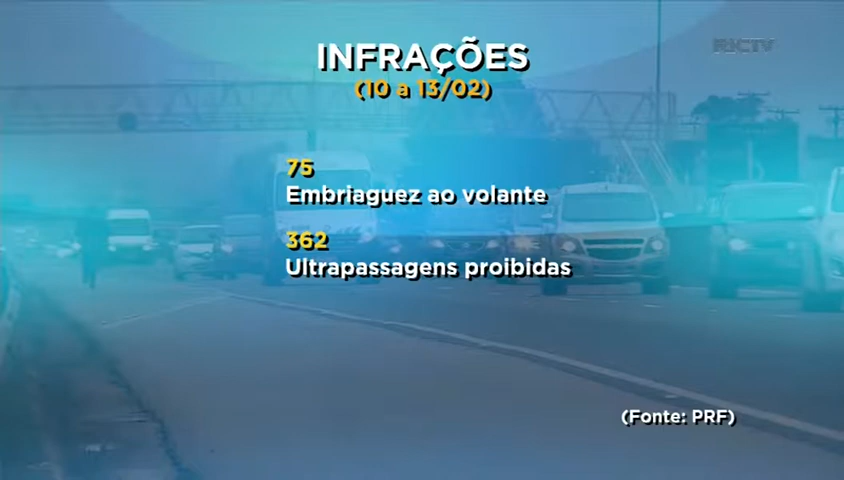 INFRAÇÕES
RICTV
(10 a 13/02)
75
Embriaguez ao volante
362
Ultrapassagens proibidas
(Fonte: PRF)